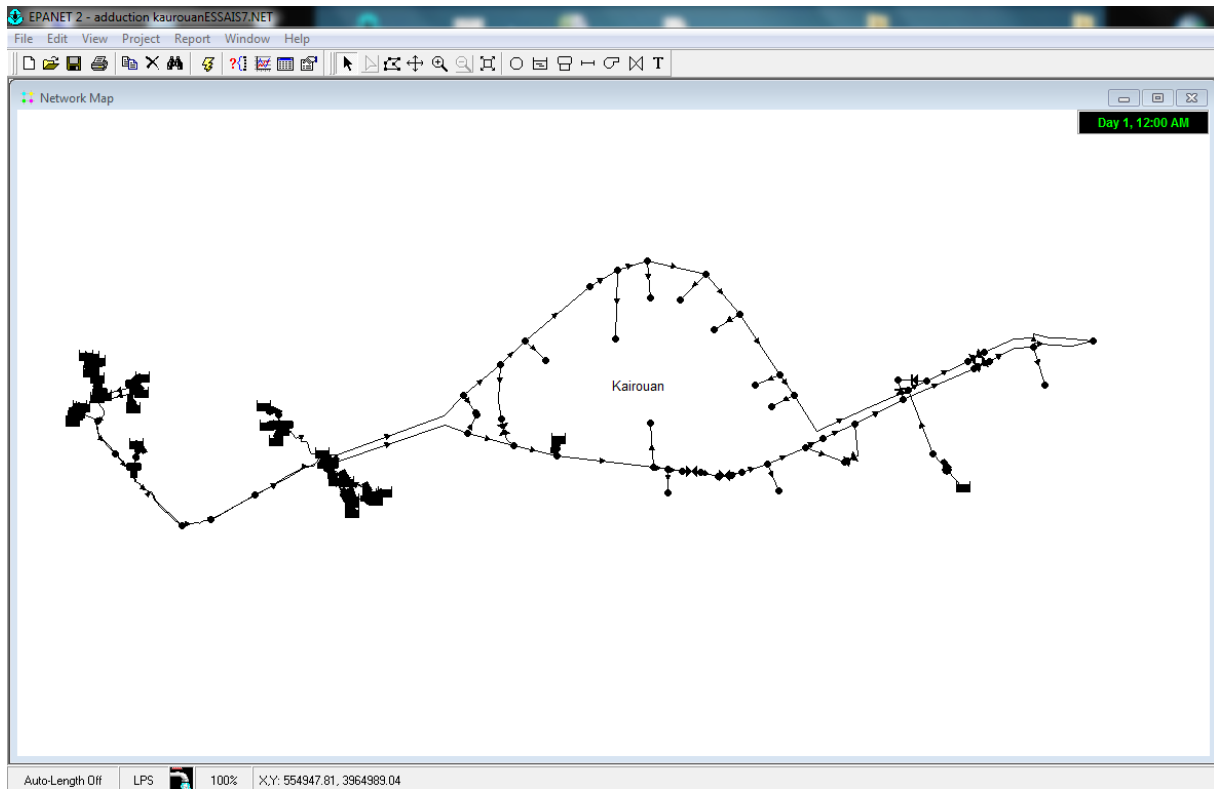 EPANET 2 - adduction kaurouanESSAIS7.NET
File Edit View Project Report Window Help
T
Network Map
Day 1, 12:00 AM
Kairouan
Auto-Length Off LPS 100% X,Y: 554947.81, 3964989.04